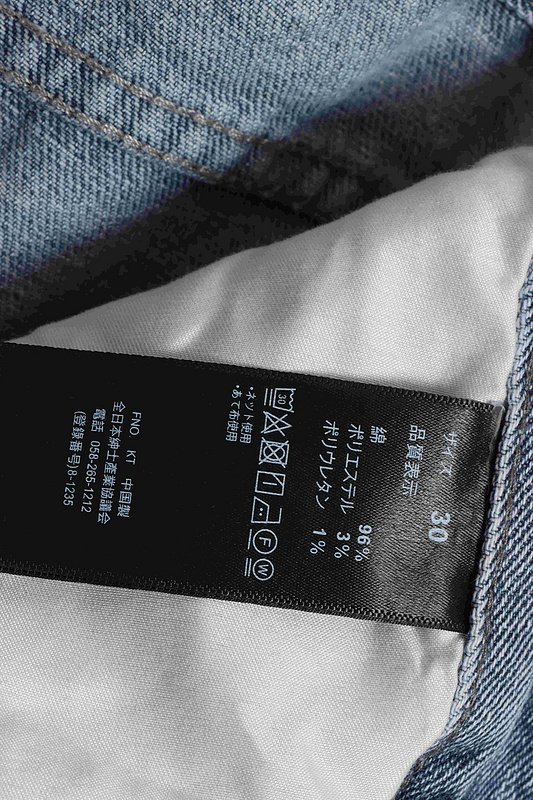 サイズ 30
品質表示
綿 96%
ポリエステル 3%
ポリウレタン 1%
30
F W
・ネット使用
・あて布使用
FNO. KT 中国製
全日本紳士産業協議会
電話 058-265-1212
(登録番号)8-1235